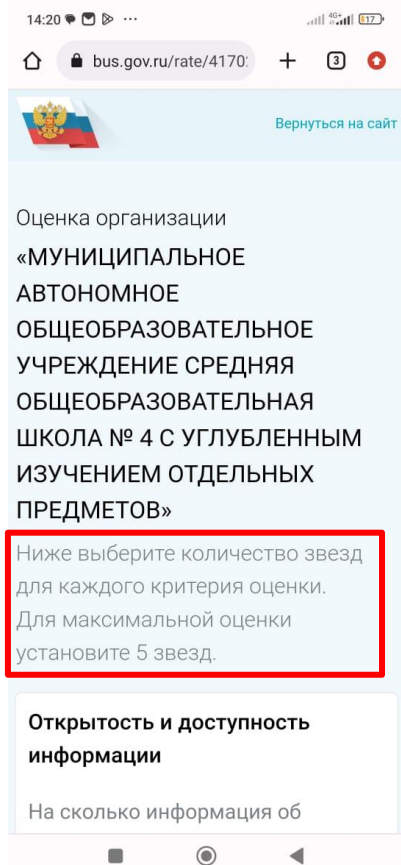 14:20 ...
4G+ 17
bus.gov.ru/rate/4170 3
Вернуться на сайт
Оценка организации
«МУНИЦИПАЛЬНОЕ
АВТОНОМНОЕ
ОБЩЕОБРАЗОВАТЕЛЬНОЕ
УЧРЕЖДЕНИЕ СРЕДНЯЯ
ОБЩЕОБРАЗОВАТЕЛЬНАЯ
ШКОЛА № 4 С УГЛУБЛЕННЫМ
ИЗУЧЕНИЕМ ОТДЕЛЬНЫХ
ПРЕДМЕТОВ»
Ниже выберите количество звезд
для каждого критерия оценки.
Для максимальной оценки
установите 5 звезд.
Открытость и доступность
информации
На сколько информация об